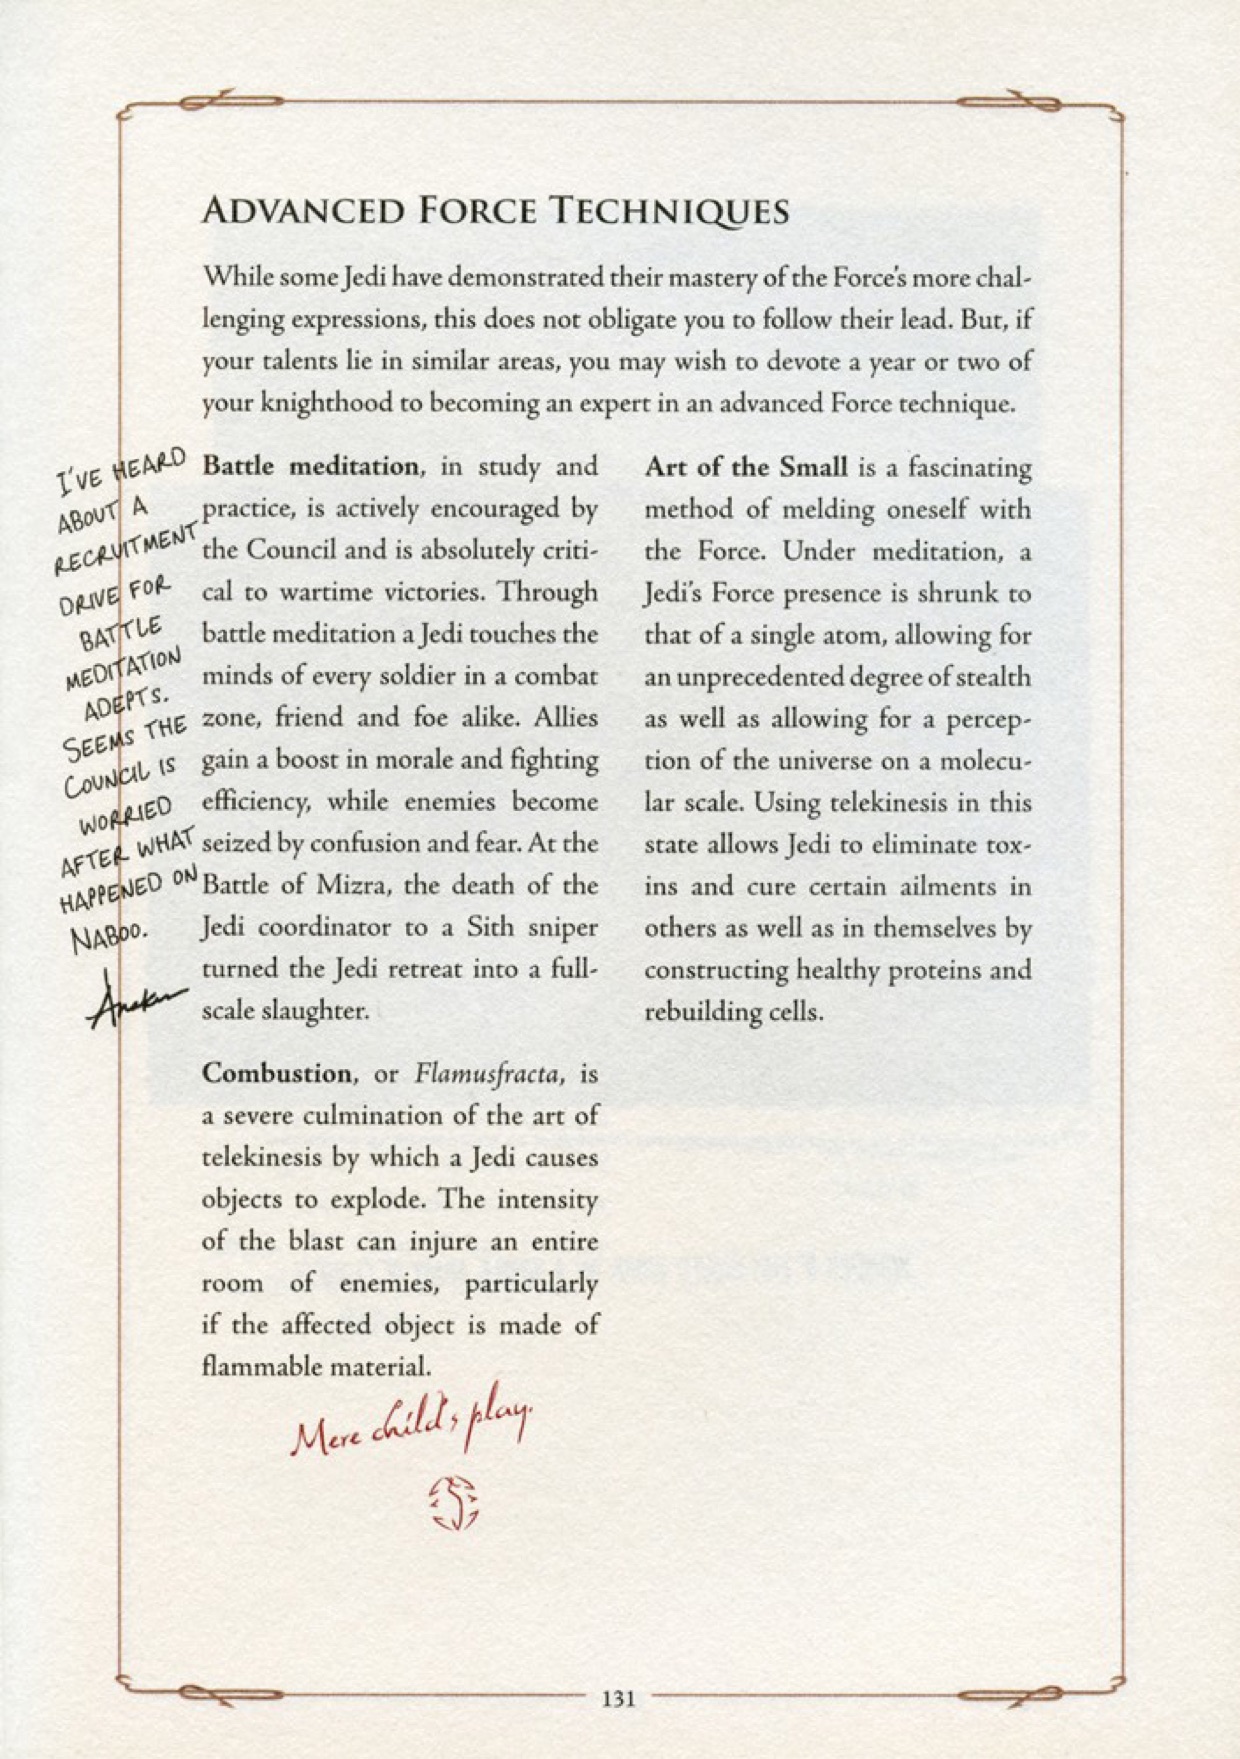 ADVANCED FORCE TECHNIQUES
While some Jedi have demonstrated their mastery of the Force's more chal-
lenging expressions, this does not obligate you to follow their lead. But, if
your talents lie in similar areas, you may wish to devote a year or two of
your knighthood to becoming an expert in an advanced Force technique.
I'VE HEARD
ABOUT A
RECRUITMENT
DRIVE FOR
BATTLE
MEDITATION
ADEPTS.
SEEMS THE
COUNCIL IS
WORRIED
AFTER WHAT
HAPPENED ON
NABOO.
Anakin
Battle meditation, in study and
practice, is actively encouraged by
the Council and is absolutely criti-
cal to wartime victories. Through
battle meditation a Jedi touches the
minds of every soldier in a combat
zone, friend and foe alike. Allies
gain a boost in morale and fighting
efficiency, while enemies become
seized by confusion and fear. At the
Battle of Mizra, the death of the
Jedi coordinator to a Sith sniper
turned the Jedi retreat into a full-
scale slaughter.
Combustion, or Flamusfracta, is
a severe culmination of the art of
telekinesis by which a Jedi causes
objects to explode. The intensity
of the blast can injure an entire
room of enemies, particularly
if the affected object is made of
flammable material.
Mere child's play.
Art of the Small is a fascinating
method of melding oneself with
the Force. Under meditation, a
Jedi's Force presence is shrunk to
that of a single atom, allowing for
an unprecedented degree of stealth
as well as allowing for a percep-
tion of the universe on a molecu-
lar scale. Using telekinesis in this
state allows Jedi to eliminate tox-
ins and cure certain ailments in
others as well as in themselves by
constructing healthy proteins and
rebuilding cells.
131